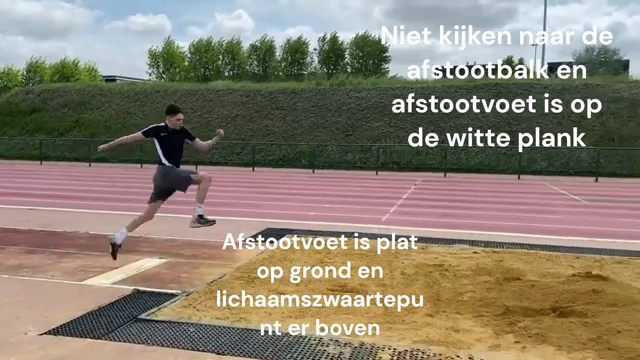 Niet kijken naar de
afstootbalk en
afstootvoet is op
de witte plank
Afstootvoet is plat
op grond en
lichaamszwaartepu
nt er boven